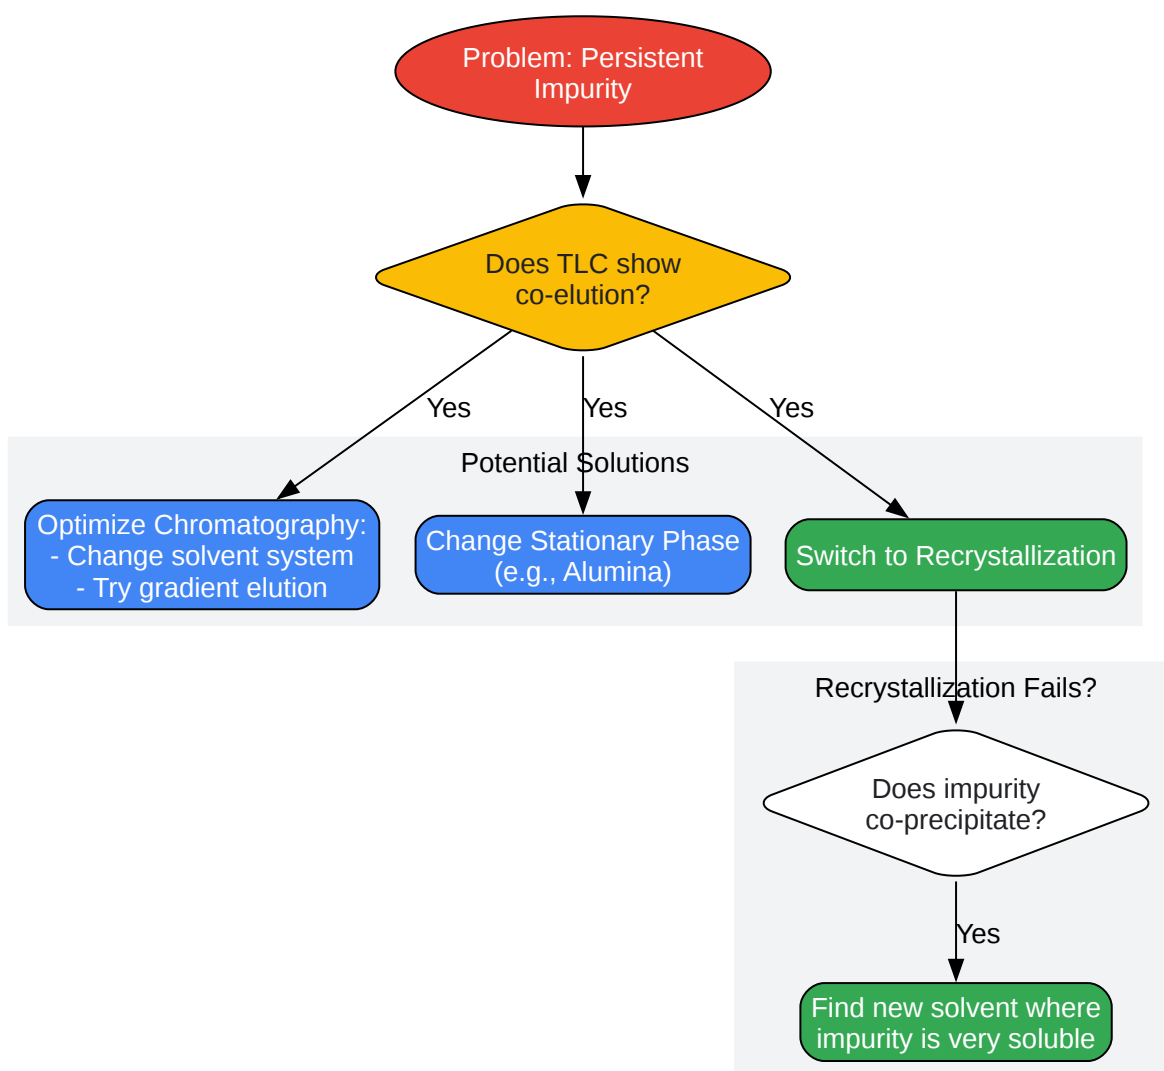 Problem: Persistent
Impurity
Does TLC show
co-elution?
Yes
Yes
Yes
Potential Solutions
Optimize Chromatography:
- Change solvent system
- Try gradient elution
Change Stationary Phase
(e.g., Alumina)
Switch to Recrystallization
Recrystallization Fails?
Does impurity
co-precipitate?
Yes
Find new solvent where
impurity is very soluble